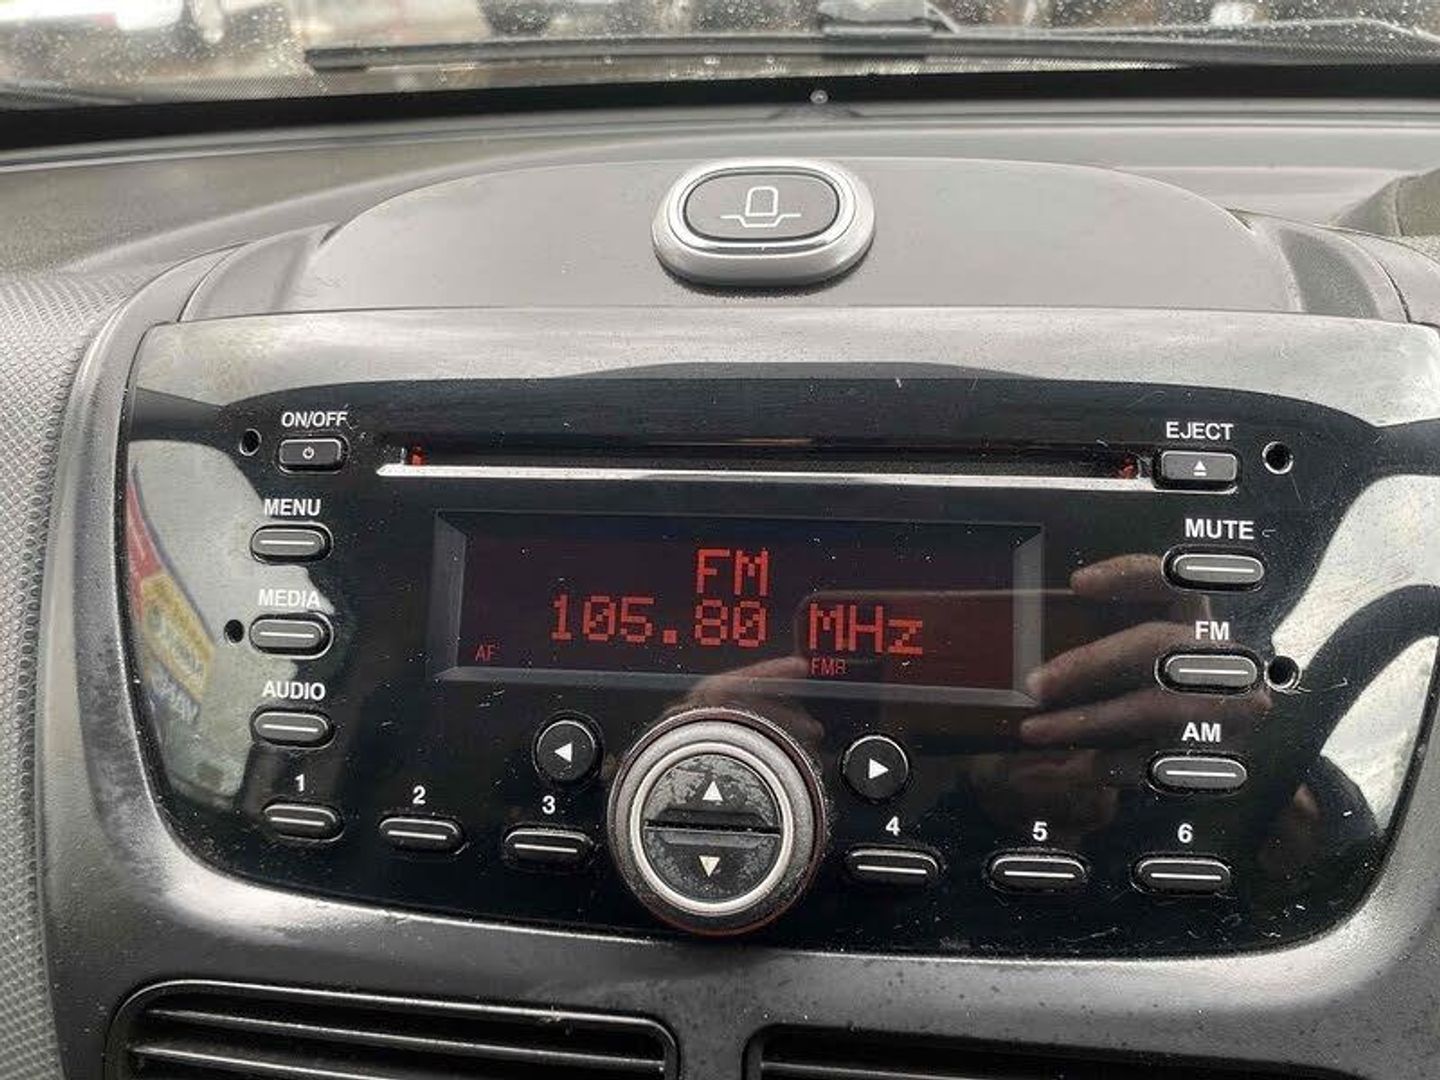 ON/OFF
EJECT
MENU
MUTE
MEDIA
FM
105.80 MHz
AF
FMA
FM
AUDIO
AM
1
2
3
4
5
6